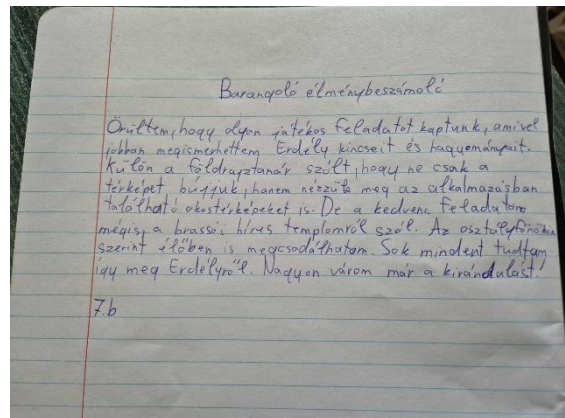 Barangoló élménybeszámoló
Örültem, hogy olyan játékos feladatot kaptunk, amivel
jobban megismerhettem Erdély kincseit és hagyományait.
Külön a földrajztanár szólt, hogy ne csak a
térképet bújjuk, hanem nézzük meg az alkalmazásban
található okostérképeket is. De a kedvenc feladatom
mégis, a brassói híres templomról szól. Az osztályfőnököm
szerint élőben is megcsodálhatom. Sok mindent tudtam
így meg Erdélyről. Nagyon várom már a kirándulást!
7.b